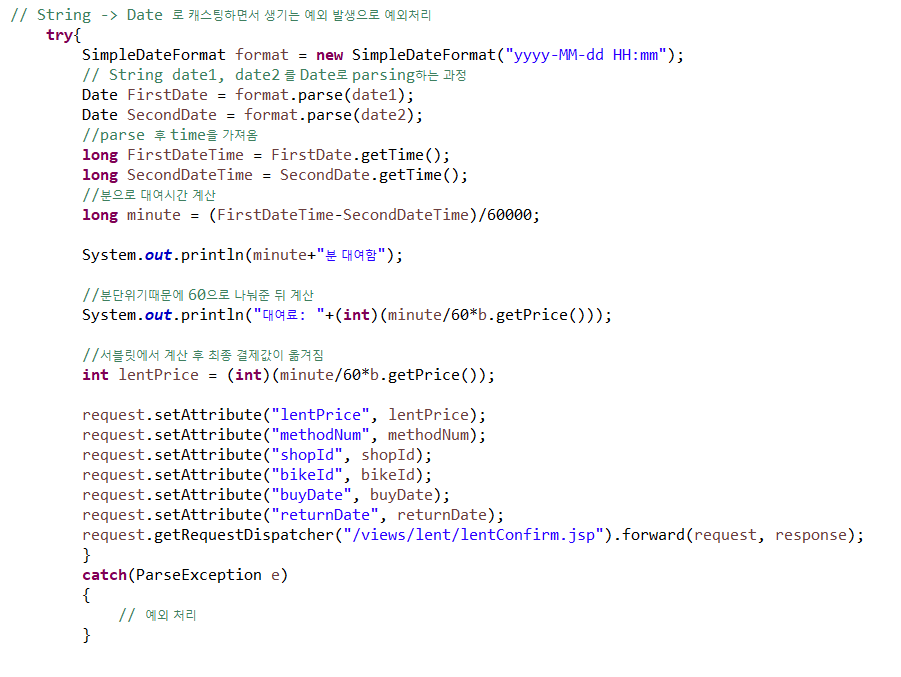 // String -> Date 로 캐스팅하면서 생기는 예외 발생으로 예외처리
try{
SimpleDateFormat format = new SimpleDateFormat("yyyy-MM-dd HH:mm");
// String date1, date2 를 Date로 parsing하는 과정
Date FirstDate = format.parse(date1);
Date SecondDate = format.parse(date2);
//parse 후 time을 가져옴
long FirstDateTime = FirstDate.getTime();
long SecondDateTime = SecondDate.getTime();
//분으로 대여시간 계산
long minute = (FirstDateTime-SecondDateTime)/60000;
System.out.println(minute+"분 대여함");
//분단위기때문에 60으로 나눠준 뒤 계산
System.out.println("대여료: "+(int)(minute/60*b.getPrice()));
//서블릿에서 계산 후 최종 결제값이 옮겨짐
int lentPrice = (int)(minute/60*b.getPrice());
request.setAttribute("lentPrice", lentPrice);
request.setAttribute("methodNum", methodNum);
request.setAttribute("shopId", shopId);
request.setAttribute("bikeId", bikeId);
request.setAttribute("buyDate", buyDate);
request.setAttribute("returnDate", returnDate);
request.getRequestDispatcher("/views/lent/lentConfirm.jsp").forward(request, response);
}
catch(ParseException e)
{
// 예외 처리
}